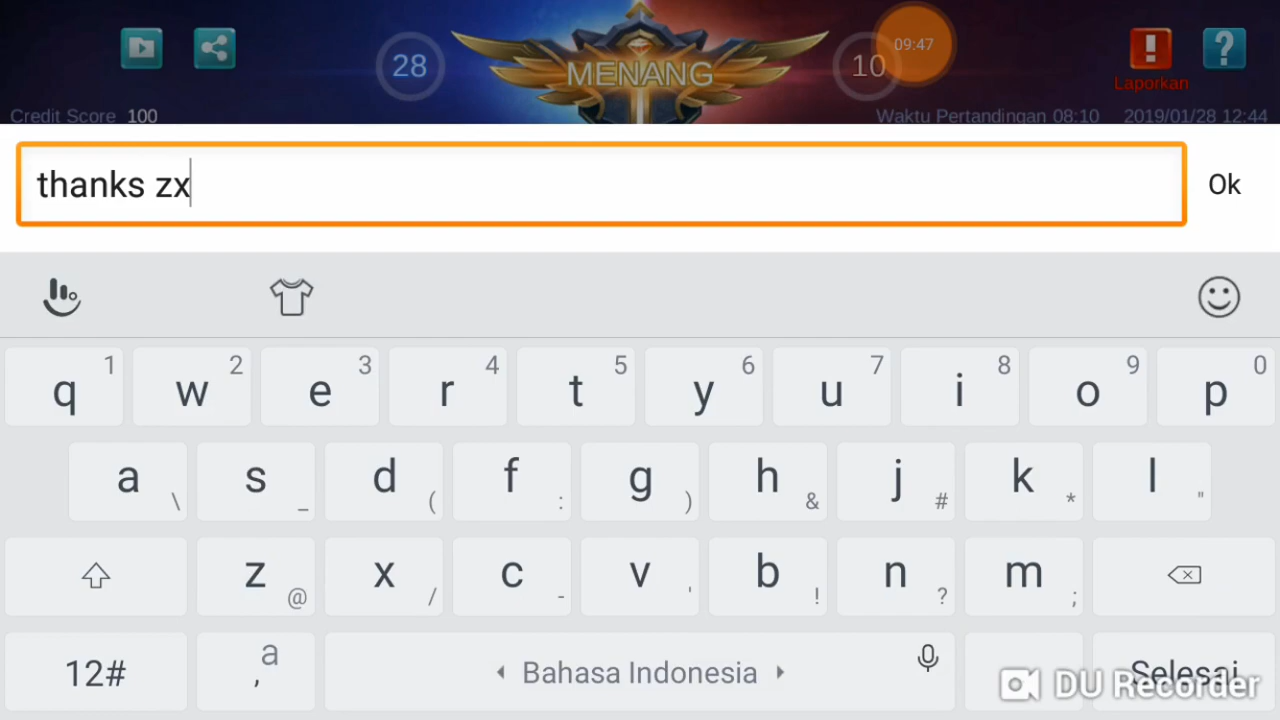 28
MENANG
10
09:47
Laporkan
Credit Score 100
Waktu Pertandingan 08:10 2019/01/28 12:44
thanks zx
Ok
1 2 3 4 5 6 7 8 9 0
q w e r t y u i o p
a s d f g h j k l
\ _ ( : ) & # * "
z x c v b n m
@ / - ' ! ? ;
12# , a Bahasa Indonesia Selesai
DU Recorder